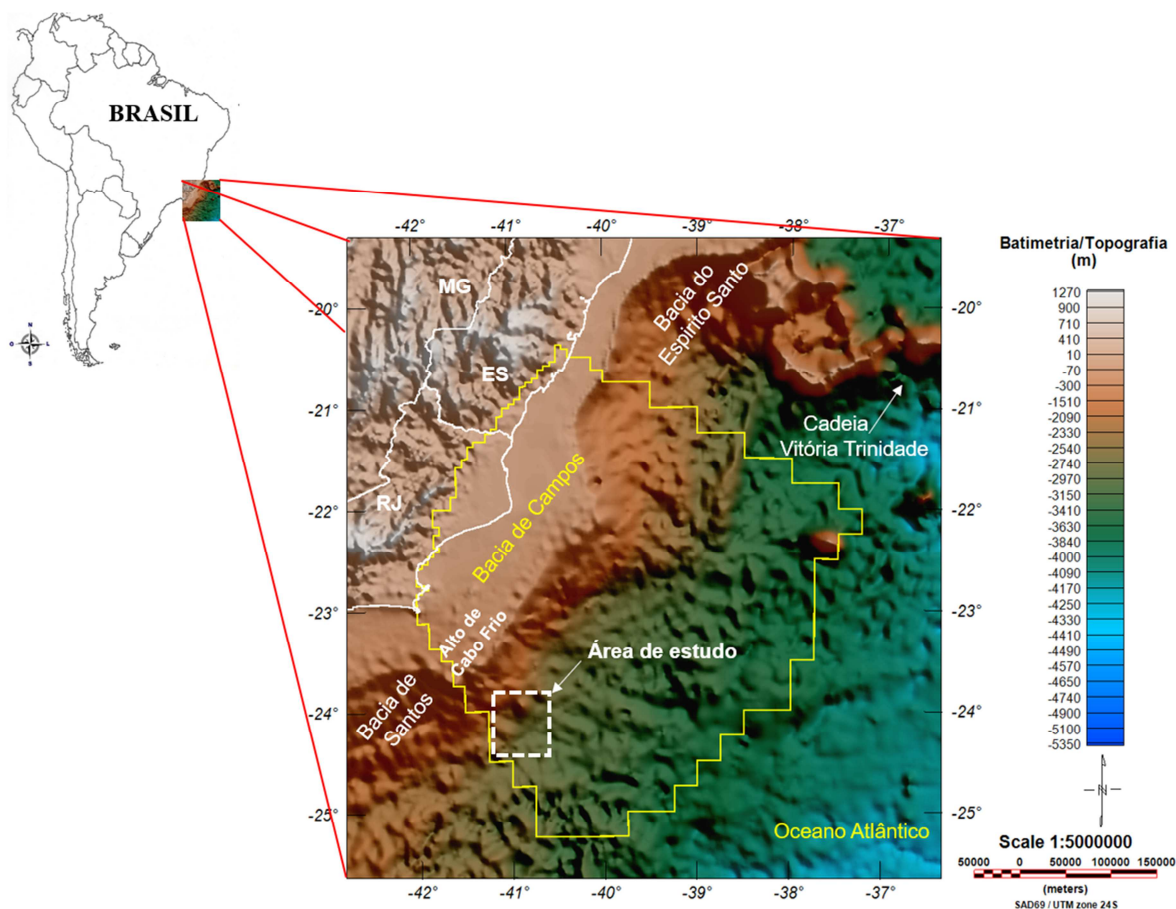 BRASIL
N
O
L
S
-42°
-41°
-40°
-39°
-38°
-37°
-20°
-21°
-22°
-23°
-24°
-25°
MG
ES
RJ
Bacia do
Espirito Santo
Cadeia
Vitória Trinidade
Bacia de Campos
Alto de
Cabo Frio
Área de estudo
Bacia de
Santos
Oceano Atlântico
-20°
-21°
-22°
-23°
-24°
-25°
-42°
-41°
-40°
-39°
-38°
-37°
Batimetria/Topografia
(m)
1270
900
710
410
10
-70
-300
-1510
-2090
-2330
-2540
-2740
-2970
-3150
-3410
-3630
-3840
-4000
-4090
-4170
-4250
-4330
-4410
-4490
-4570
-4650
-4740
-4900
-5100
-5350
N
Scale 1:5000000
50000 0 50000 100000 150000
(meters)
SAD69 / UTM zone 24S